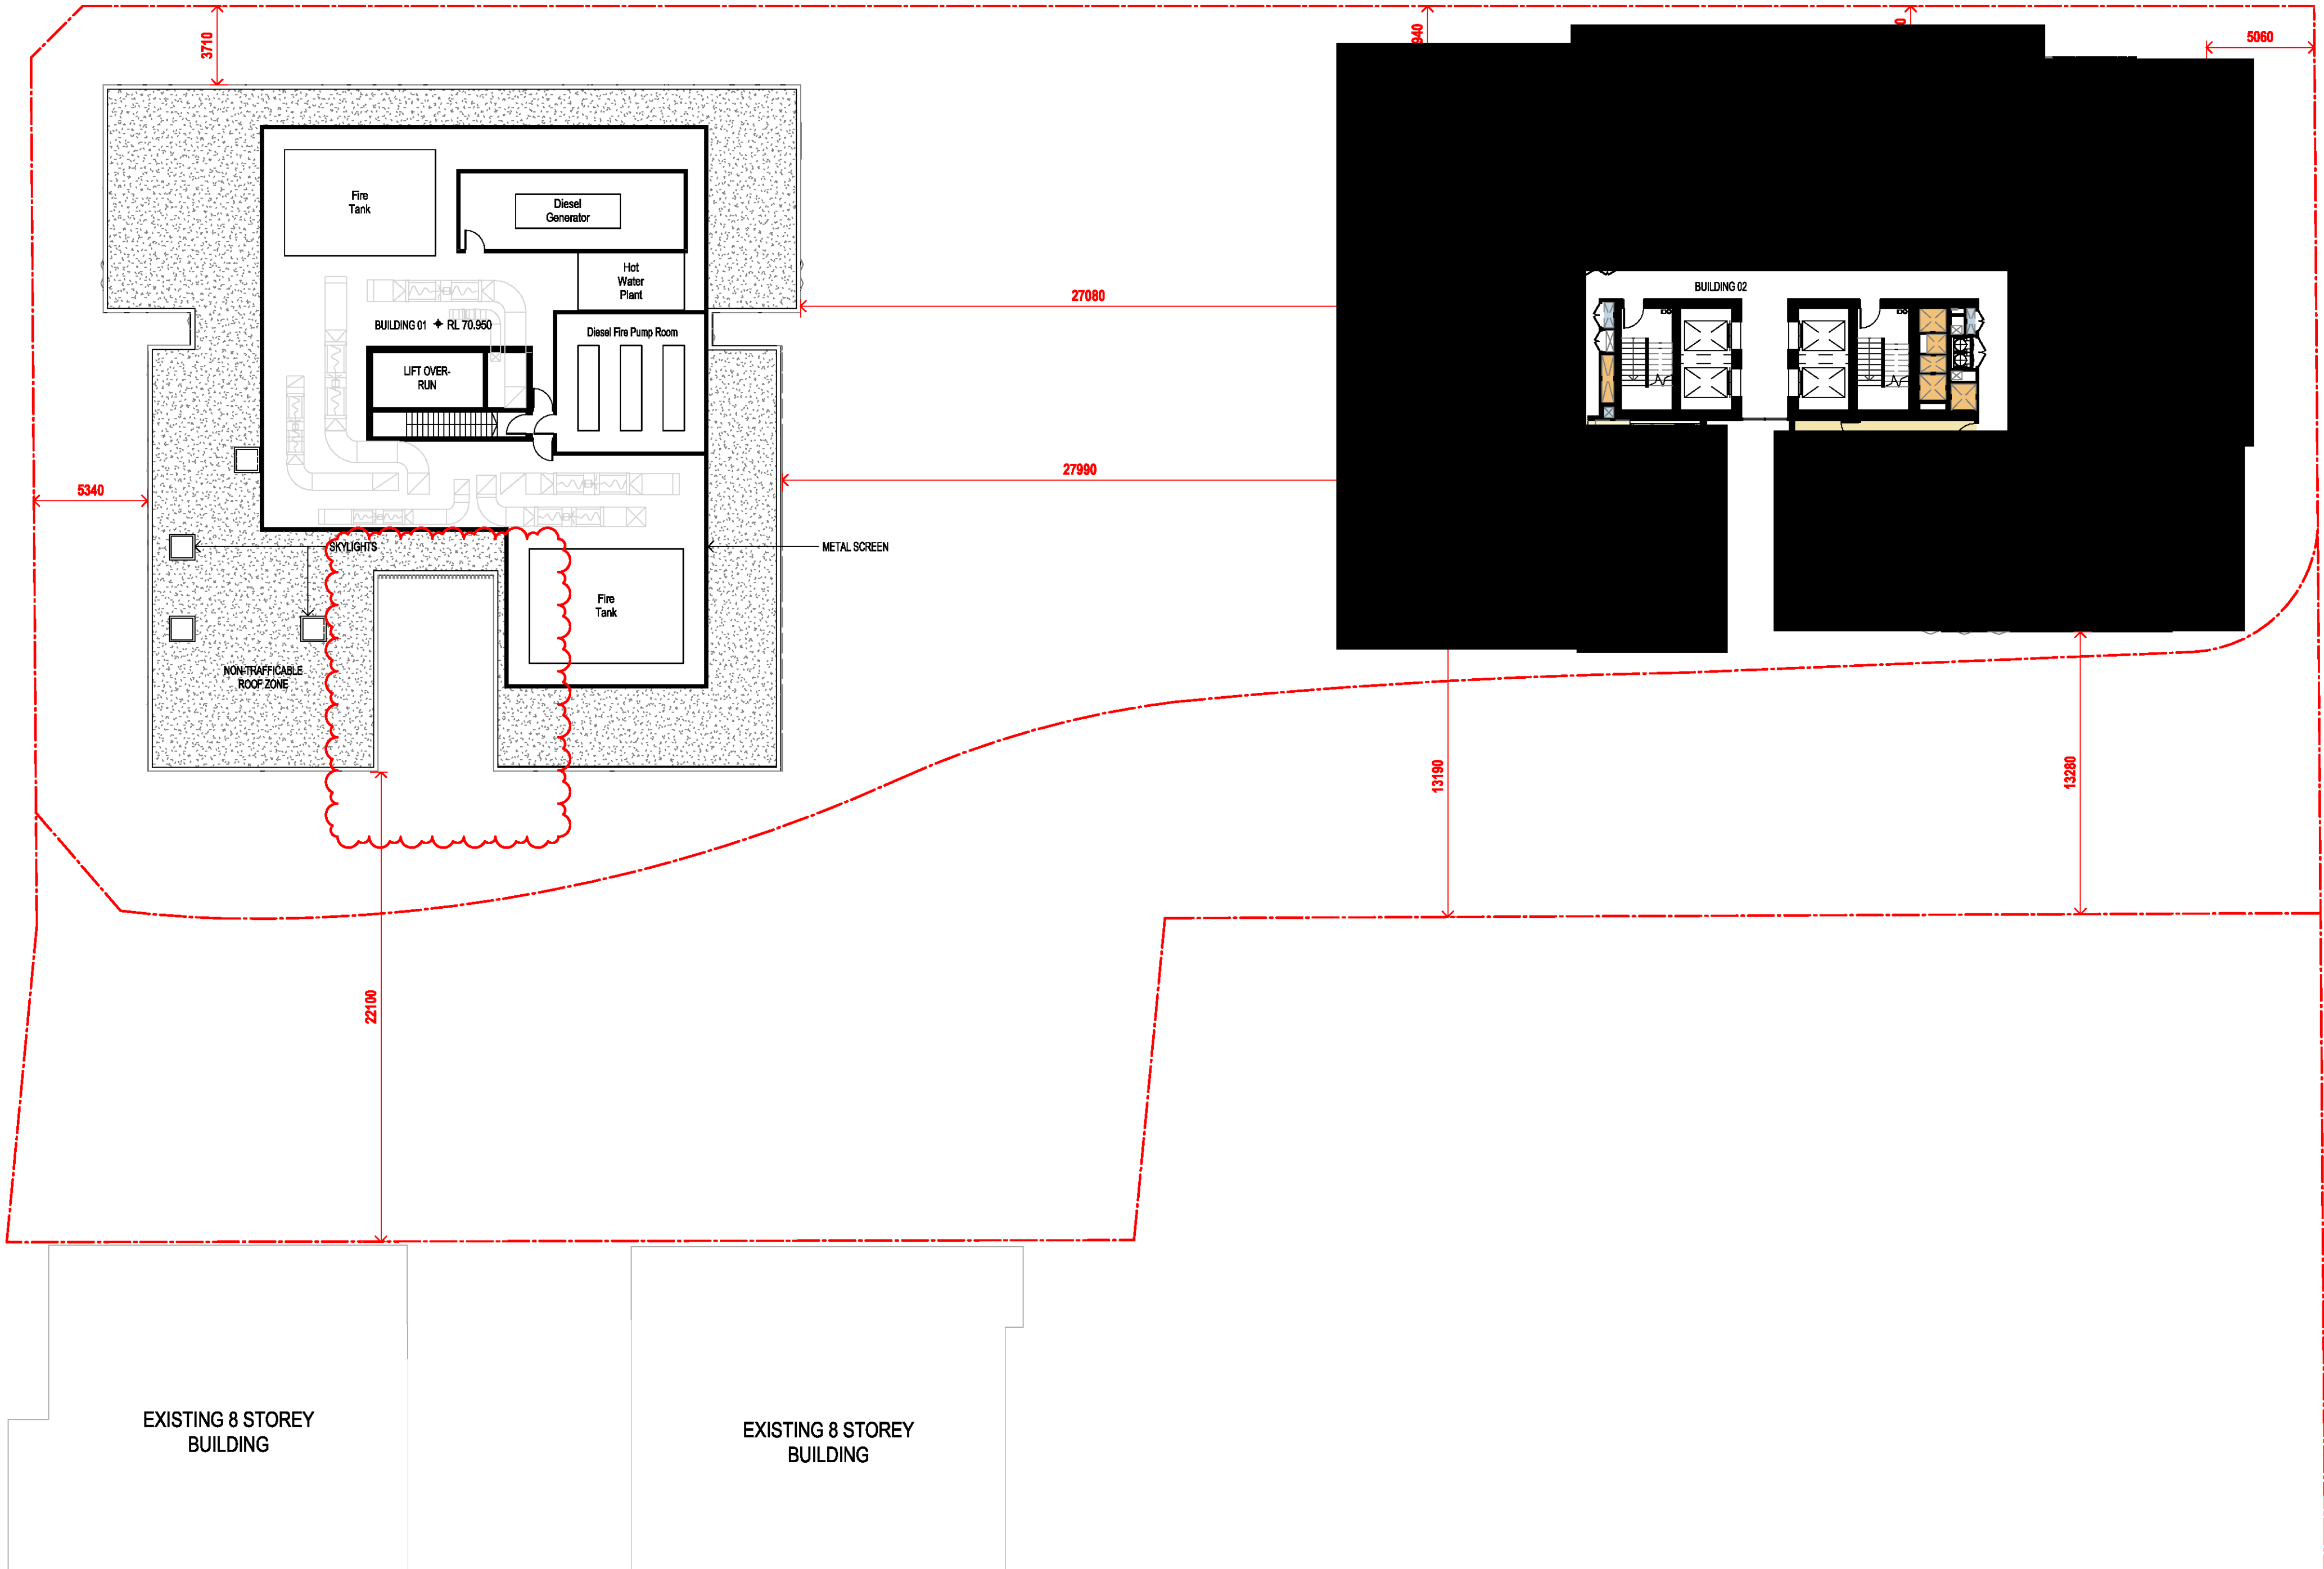 3710
5060
Fire
Tank
Diesel
Generator
Hot
Water
Plant
BUILDING 02
27080
BUILDING 01
RL 70.950
Diesel Fire Pump Room
LIFT OVER-
RUN
27990
5340
SKYLIGHTS
METAL SCREEN
Fire
Tank
NON-TRAFFICABLE
ROOF ZONE
13190
13280
22100
EXISTING 8 STOREY
BUILDING
EXISTING 8 STOREY
BUILDING